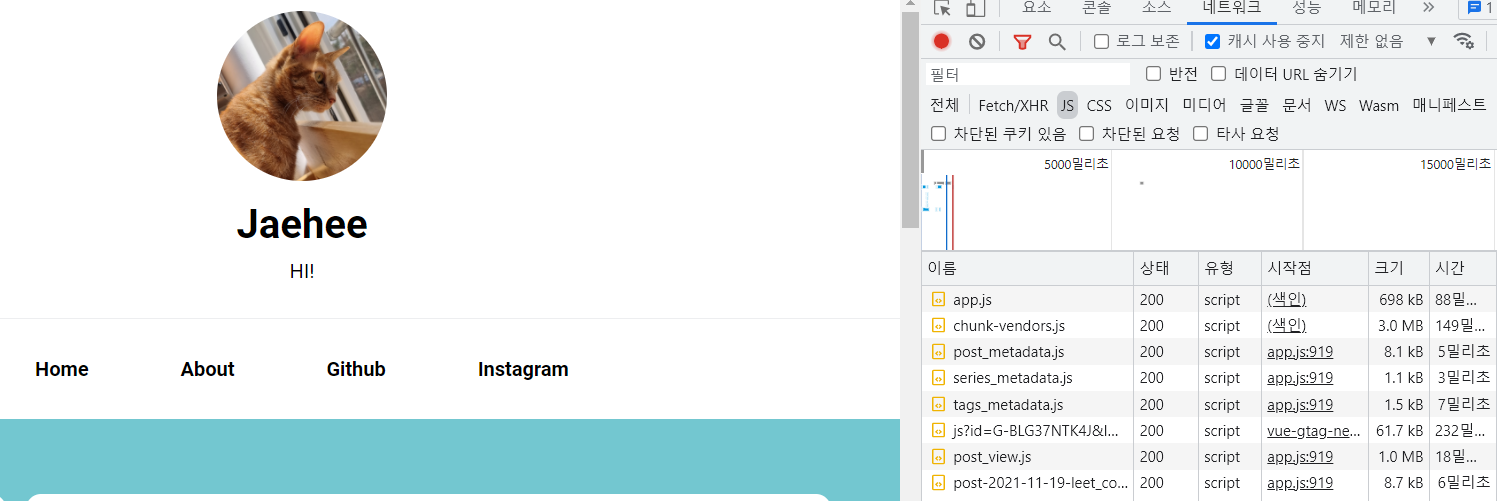 Jaehee
HI!
Home About Github Instagram
요소 콘솔 소스 네트워크 성능 메모리 » 1
로그 보존 캐시 사용 중지 제한 없음 ▼
필터 반전 데이터 URL 숨기기
전체 Fetch/XHR JS CSS 이미지 미디어 글꼴 문서 WS Wasm 매니페스트
차단된 쿠키 있음 차단된 요청 타사 요청
5000밀리초 10000밀리초 15000밀리초
이름 상태 유형 시작점 크기 시간
app.js 200 script (색인) 698 kB 88밀...
chunk-vendors.js 200 script (색인) 3.0 MB 149밀...
post_metadata.js 200 script app.js:919 8.1 kB 5밀리초
series_metadata.js 200 script app.js:919 1.1 kB 3밀리초
tags_metadata.js 200 script app.js:919 1.5 kB 7밀리초
js?id=G-BLG37NTK4J&l... 200 script vue-gtag-ne... 61.7 kB 232밀...
post_view.js 200 script app.js:919 1.0 MB 18밀...
post-2021-11-19-leet_co... 200 script app.js:919 8.7 kB 6밀리초